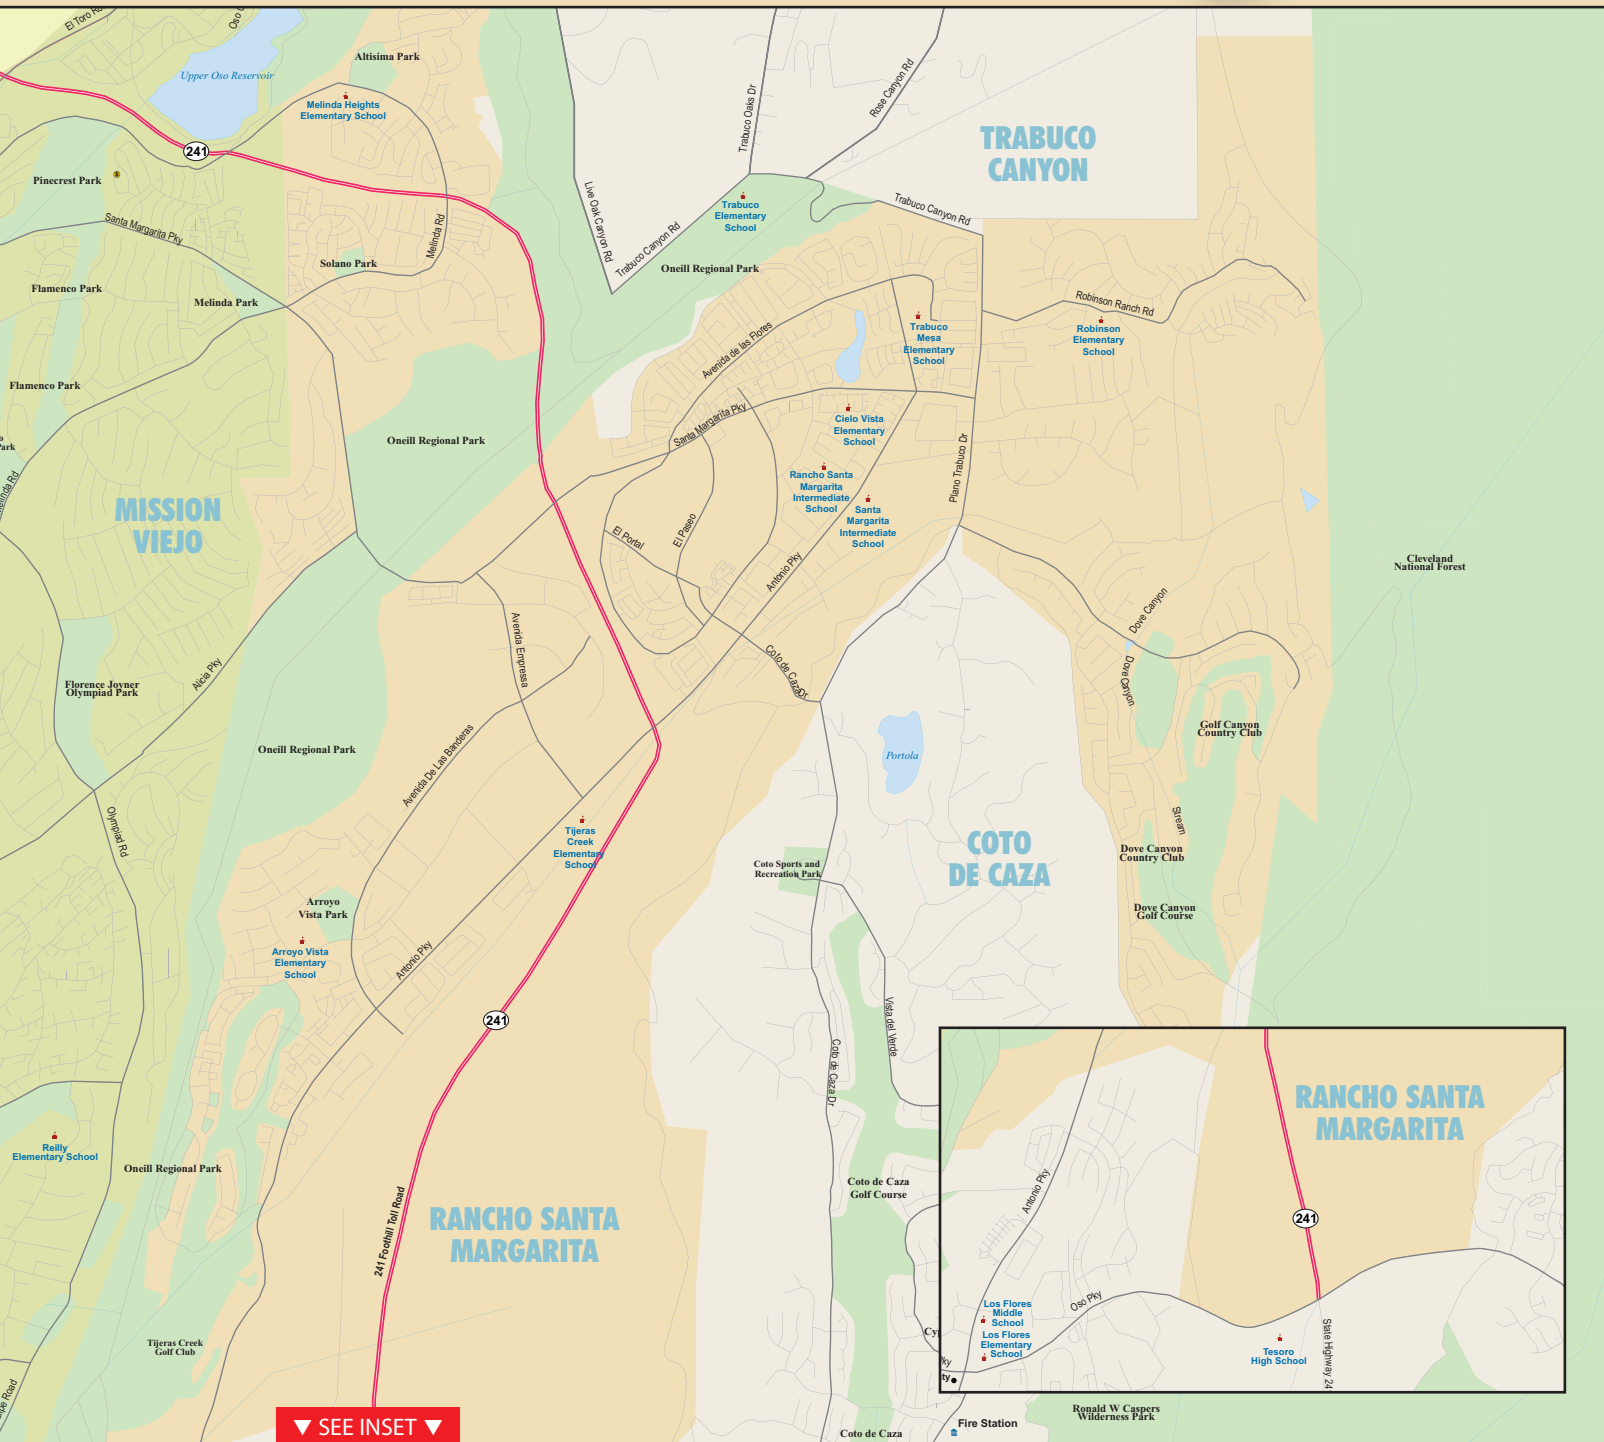 El Toro Rd
Oso
Upper Oso Reservoir
Altisima Park
Melinda Heights
Elementary School
241
Pinecrest Park
Santa Margarita Pky
Melinda Rd
Solano Park
Flamenco Park
Melinda Park
Flamenco Park
Park
Oneill Regional Park
MISSION
VIEJO
Live Oak Canyon Rd
Trabuco Oaks Dr
Rose Canyon Rd
TRABUCO
CANYON
Trabuco
Elementary
School
Trabuco Canyon Rd
Trabuco Canyon Rd
Oneill Regional Park
Avenida de las Flores
Trabuco
Mesa
Elementary
School
Robinson Ranch Rd
Robinson
Elementary
School
Santa Margarita Pky
Cielo Vista
Elementary
School
Rancho Santa
Margarita
Intermediate
School
Santa
Margarita
Intermediate
School
Plano Trabuco Dr
El Portal
El Paseo
Antonio Pky
Cleveland
National Forest
Dove Canyon
Dove Canyon
Avenida Empressa
Coto de Caza Dr
Florence Joyner
Olympiad Park
Alicia Pky
Oneill Regional Park
Avenida De Las Banderas
Golf Canyon
Country Club
Portola
Olympiad Rd
Tijeras
Creek
Elementary
School
COTO
DE CAZA
Stream
Dove Canyon
Country Club
Coto Sports and
Recreation Park
Dove Canyon
Golf Course
Arroyo
Vista Park
Arroyo Vista
Elementary
School
Antonio Pky
241
Vista del Verde
Coto de Caza Dr
Reilly
Elementary School
Oneill Regional Park
241 Foothill Toll Road
RANCHO SANTA
MARGARITA
Coto de Caza
Golf Course
Tijeras Creek
Golf Club
SEE INSET
RANCHO SANTA
MARGARITA
Antonio Pky
241
Oso Pky
Los Flores
Middle
School
Los Flores
Elementary
School
Tesoro
High School
State Highway 24
Ronald W Caspers
Wilderness Park
Fire Station
Coto de Caza